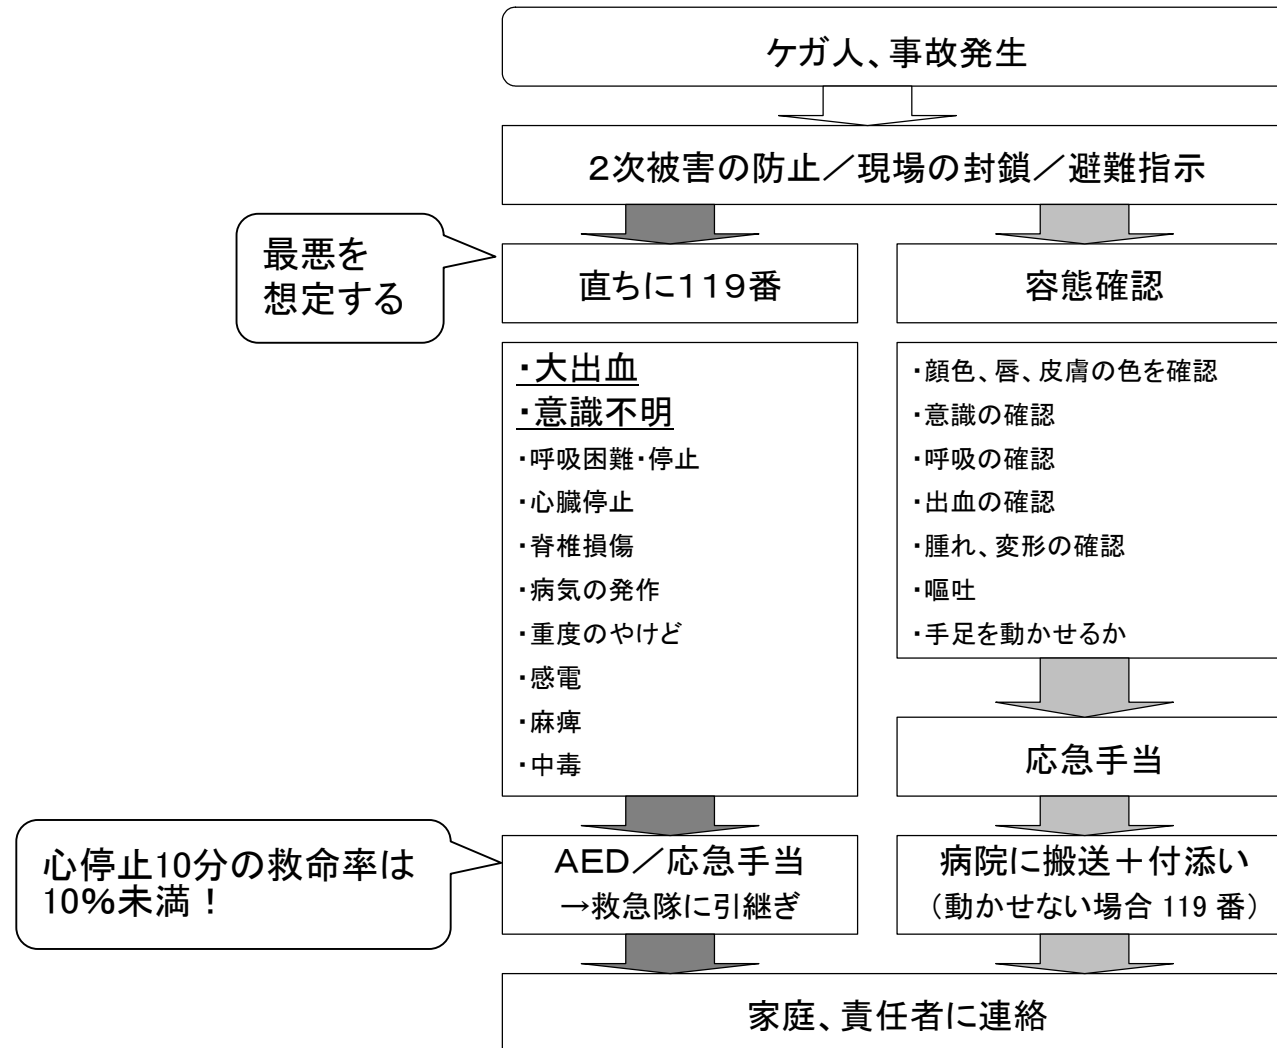 ケガ人、事故発生
２次被害の防止／現場の封鎖／避難指示
最悪を
想定する
直ちに１１９番
容態確認
・大出血
・意識不明
・呼吸困難・停止
・心臓停止
・脊椎損傷
・病気の発作
・重度のやけど
・感電
・麻痺
・中毒
・顔色、唇、皮膚の色を確認
・意識の確認
・呼吸の確認
・出血の確認
・腫れ、変形の確認
・嘔吐
・手足を動かせるか
応急手当
心停止10分の救命率は
10％未満！
ＡＥＤ／応急手当
→救急隊に引継ぎ
病院に搬送＋付添い
（動かせない場合 119 番）
家庭、責任者に連絡